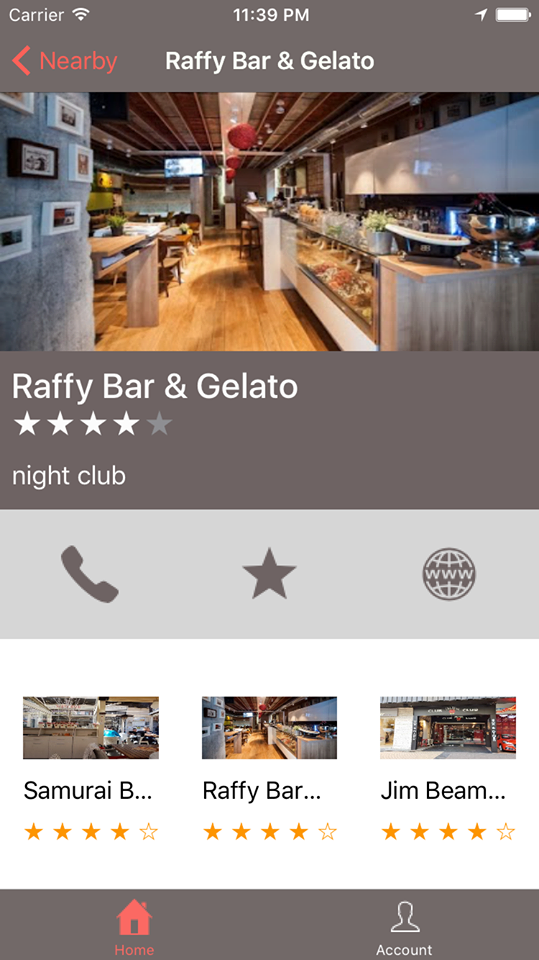 Carrier 11:39 PM
Nearby Raffy Bar & Gelato
Raffy Bar & Gelato
night club
WWW
Samurai B... Raffy Bar... Jim Beam...
Home Account